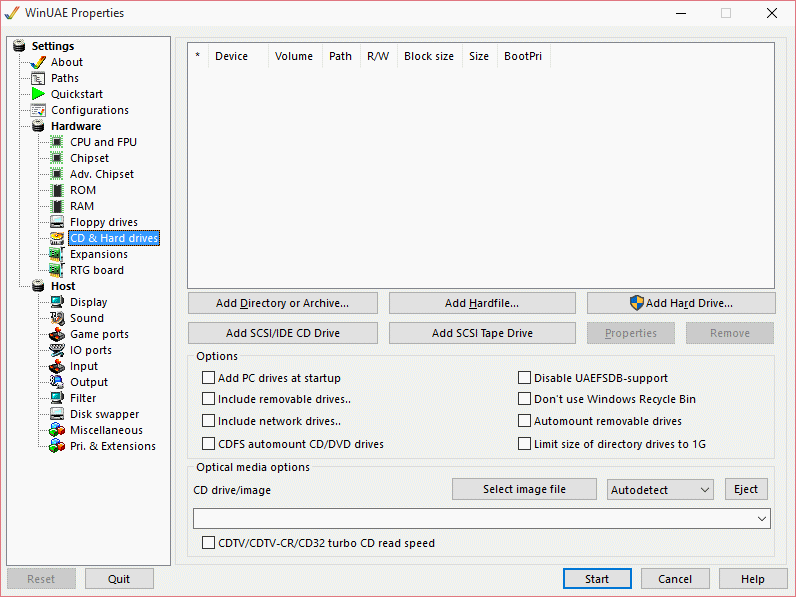 WinUAE Properties
Settings
About
Paths
Quickstart
Configurations
Hardware
CPU and FPU
Chipset
Adv. Chipset
ROM
RAM
Floppy drives
CD & Hard drives
Expansions
RTG board
Host
Display
Sound
Game ports
IO ports
Input
Output
Filter
Disk swapper
Miscellaneous
Pri. & Extensions
* Device Volume Path R/W Block size Size BootPri
Add Directory or Archive... Add Hardfile... Add Hard Drive...
Add SCSI/IDE CD Drive Add SCSI Tape Drive Properties Remove
Options
Add PC drives at startup Disable UAEFSDB-support
Include removable drives.. Don't use Windows Recycle Bin
Include network drives.. Automount removable drives
CDFS automount CD/DVD drives Limit size of directory drives to 1G
Optical media options
CD drive/image Select image file Autodetect Eject
CDTV/CDTV-CR/CD32 turbo CD read speed
Reset Quit Start Cancel Help